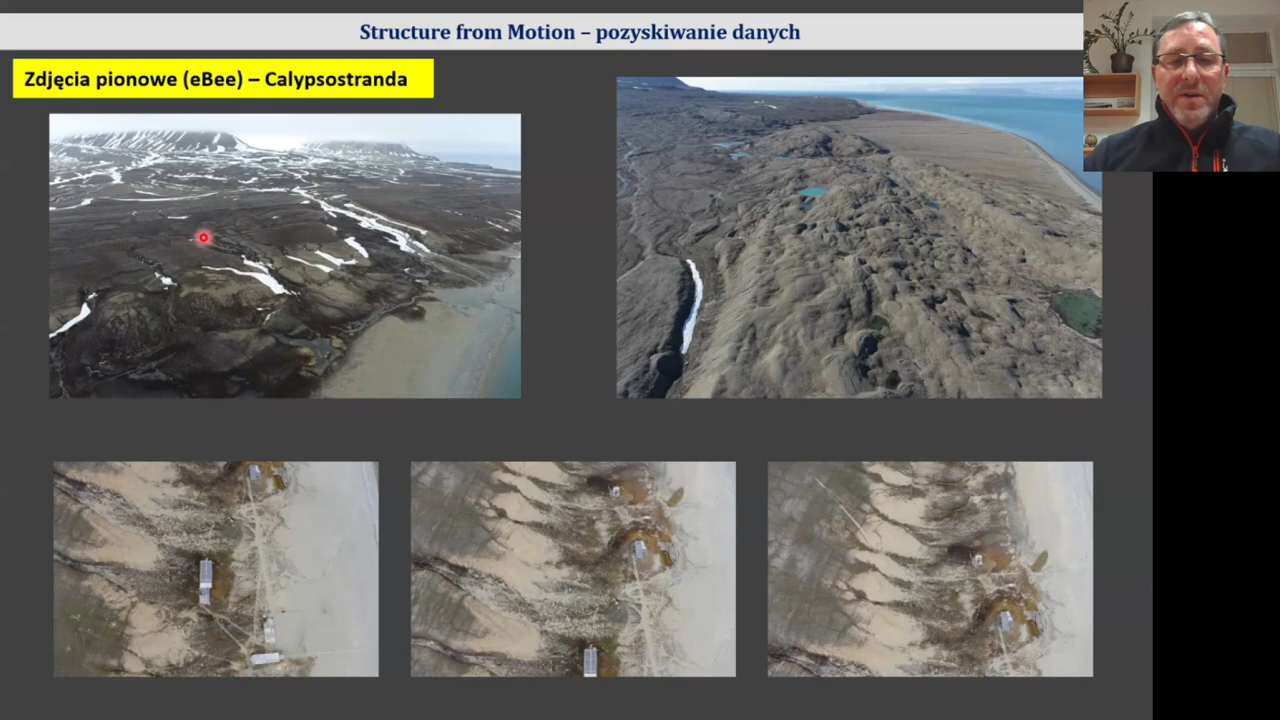 Structure from Motion – pozyskiwanie danych
Zdjęcia pionowe (eBee) – Calypsostranda